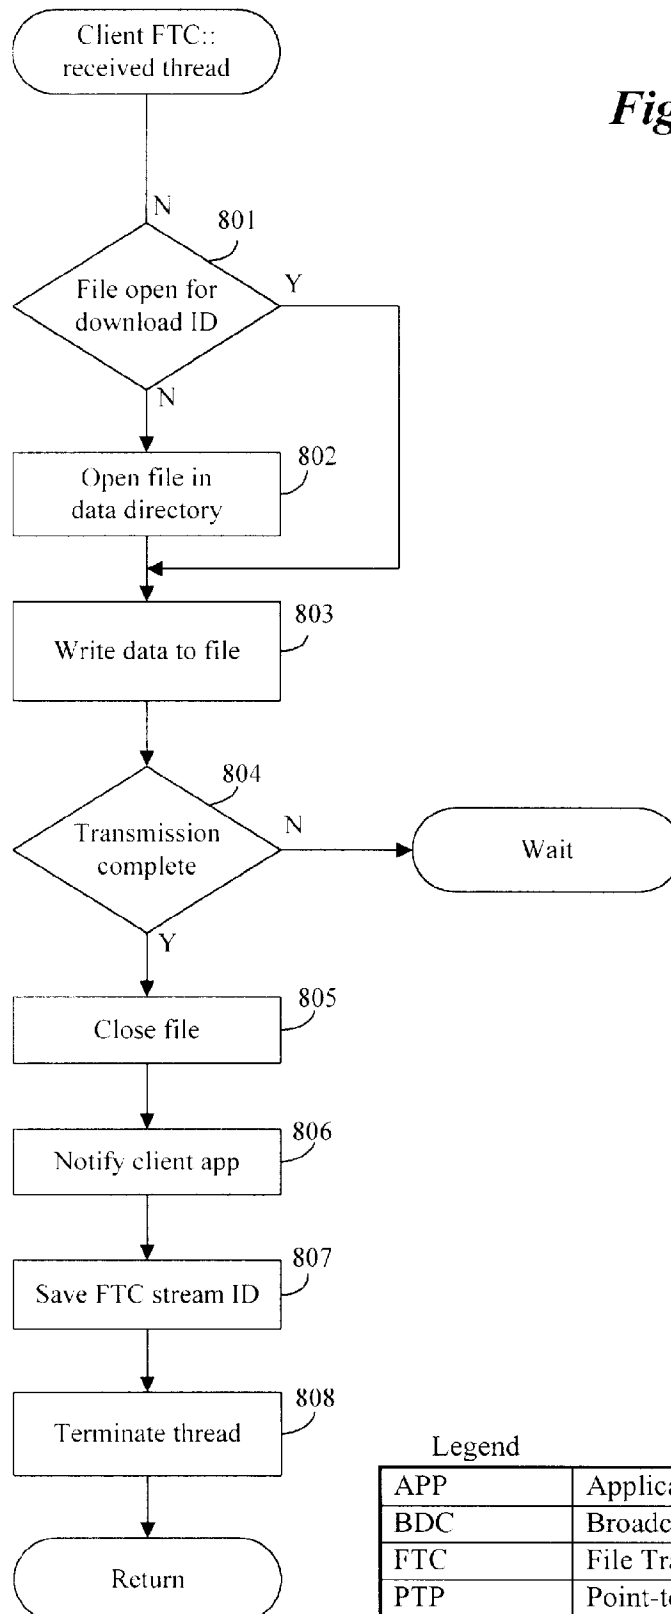 Client FTC::
received thread
Fig
N
801
File open for
download ID
Y
N
802
Open file in
data directory
803
Write data to file
804
Transmission
complete
N
Wait
Y
805
Close file
806
Notify client app
807
Save FTC stream ID
808
Terminate thread
Return
Legend
APP
BDC
FTC File
PTP